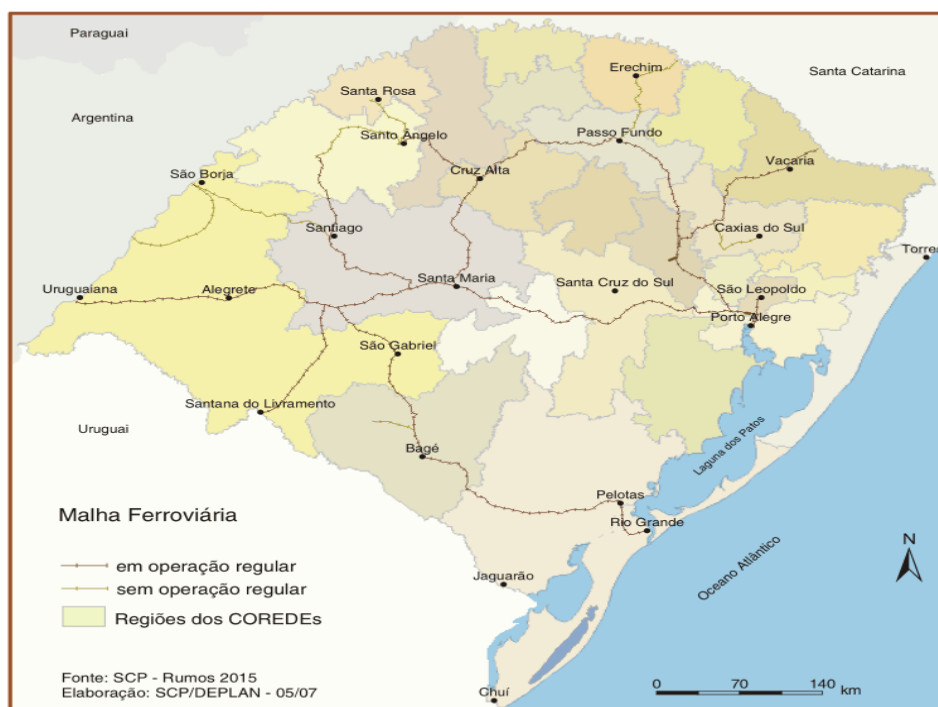 Paraguai
Santa Catarina
Argentina
Erechim
Santa Rosa
Santo Ângelo
Passo Fundo
Cruz Alta
Vacaria
São Borja
Santiago
Caxias do Sul
Torres
Uruguaiana
Alegrete
Santa Maria
Santa Cruz do Sul
São Leopoldo
Porto Alegre
São Gabriel
Santana do Livramento
Uruguai
Bagé
Laguna dos Patos
Pelotas
Rio Grande
Malha Ferroviária
em operação regular
sem operação regular
Regiões dos COREDEs
Jaguarão
Oceano Atlântico
N
Fonte: SCP - Rumos 2015
Elaboração: SCP/DEPLAN - 05/07
Chuí
0 70 140
km